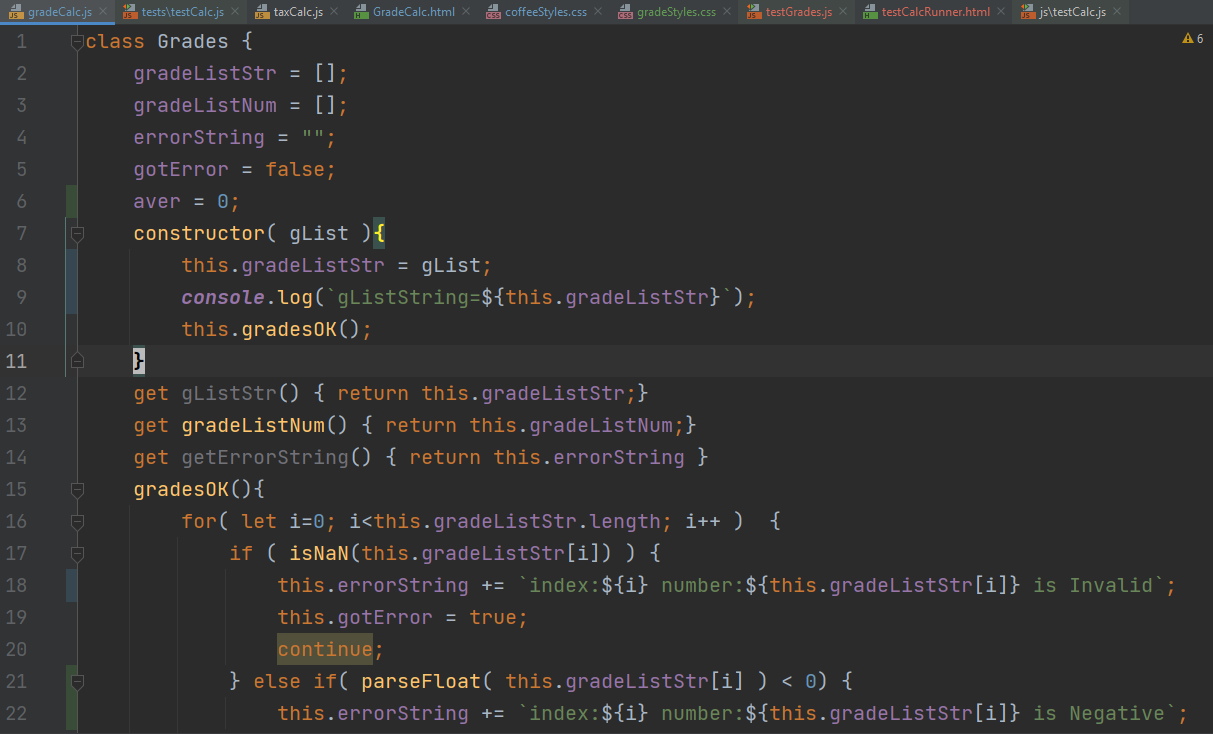 gradeCalc.js tests\testCalc.js taxCalc.js GradeCalc.html coffeeStyles.css gradeStyles.css testGrades.js testCalcRunner.html js\testCalc.js
1 class Grades { 6
2 gradeListStr = [];
3 gradeListNum = [];
4 errorString = "";
5 gotError = false;
6 aver = 0;
7 constructor( gList ){
8 this.gradeListStr = gList;
9 console.log(`gListString=${this.gradeListStr}`);
10 this.gradesOK();
11 }
12 get gListStr() { return this.gradeListStr;}
13 get gradeListNum() { return this.gradeListNum;}
14 get getErrorString() { return this.errorString }
15 gradesOK(){
16 for( let i=0; i<this.gradeListStr.length; i++ )  {
17 if ( isNaN(this.gradeListStr[i]) ) {
18 this.errorString += `index:${i} number:${this.gradeListStr[i]} is Invalid`;
19 this.gotError = true;
20 continue;
21 } else if( parseFloat( this.gradeListStr[i] ) < 0) {
22 this.errorString += `index:${i} number:${this.gradeListStr[i]} is Negative`;